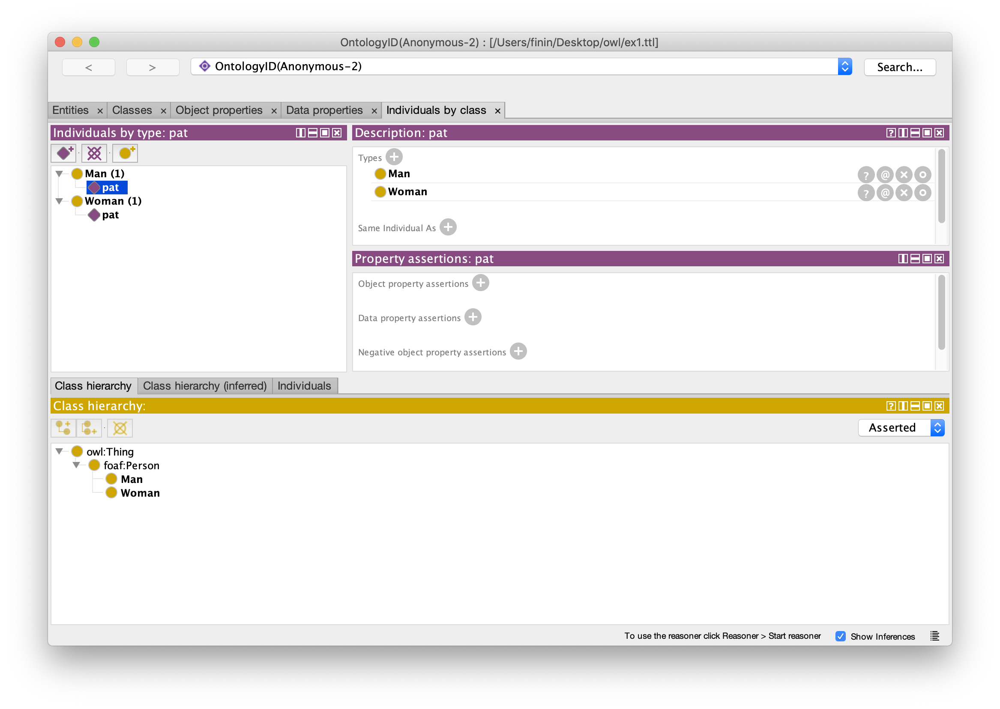 OntologyID(Anonymous-2) : [/Users/finin/Desktop/owl/ex1.ttl]
< > OntologyID(Anonymous-2) Search...
Entities × Classes × Object properties × Data properties × Individuals by class ×
Individuals by type: pat
Man (1)
pat
Woman (1)
pat
Description: pat
Types
Man
Woman
Same Individual As
Property assertions: pat
Object property assertions
Data property assertions
Negative object property assertions
Class hierarchy Class hierarchy (inferred) Individuals
Class hierarchy:
Asserted
owl:Thing
foaf:Person
Man
Woman
To use the reasoner click Reasoner > Start reasoner Show Inferences